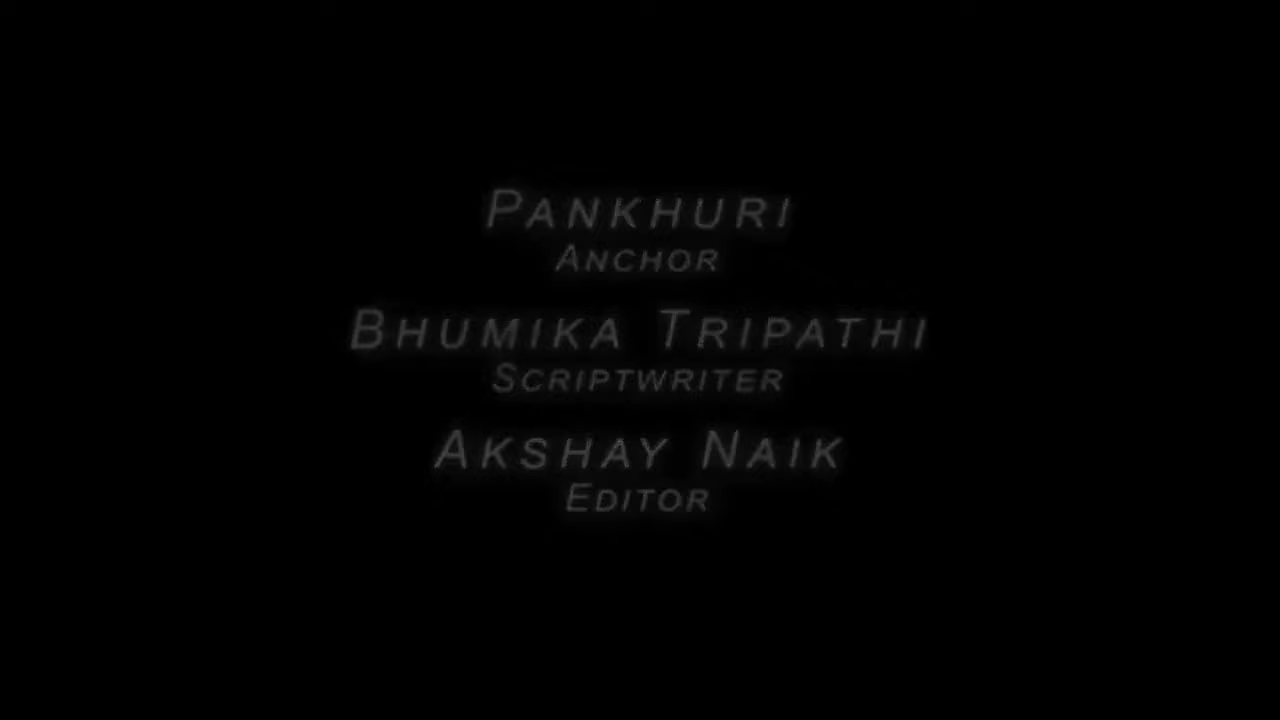 PANKHURI
ANCHOR
BHUMIKA TRIPATHI
SCRIPTWRITER
AKSHAY NAIK
EDITOR